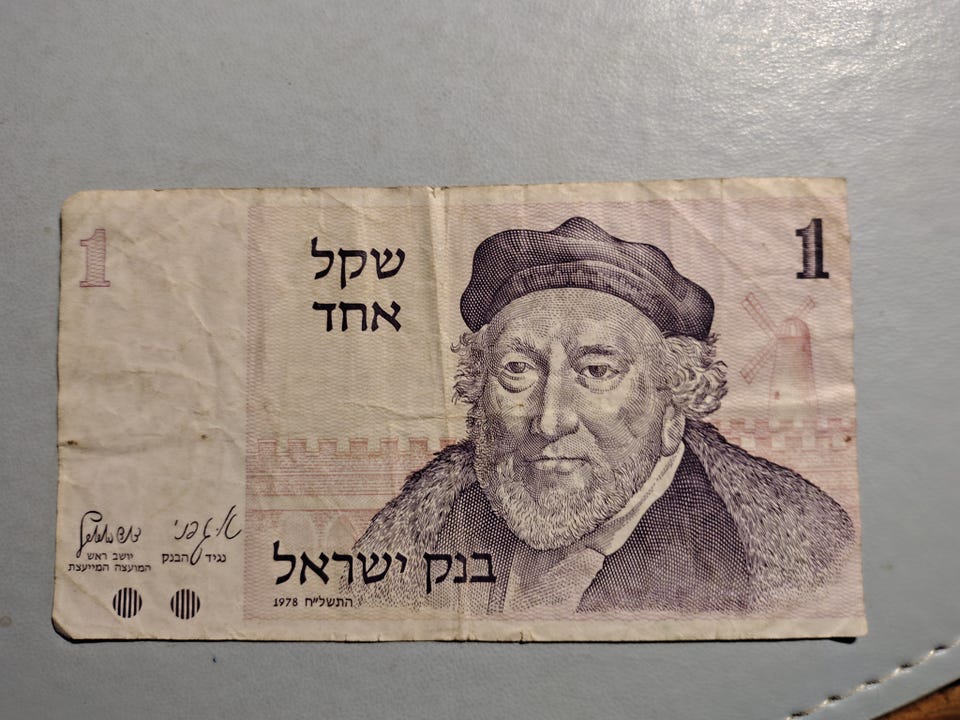 1
1
שקל
אחד
בנק ישראל
התשל״ח 1978
נגיד הבנק
יושב ראש
המועצה המייעצת